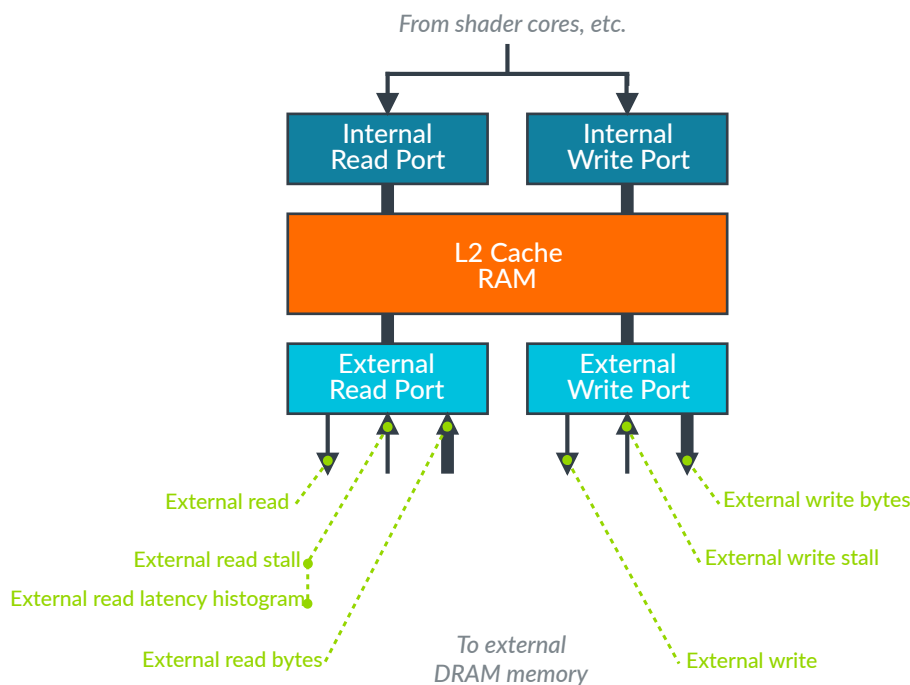 From shader cores, etc.
Internal
Read Port
Internal
Write Port
L2 Cache
RAM
External
Read Port
External
Write Port
External read
External write bytes
External read stall
External write stall
External read latency histogram
External read bytes
External write
To external
DRAM memory